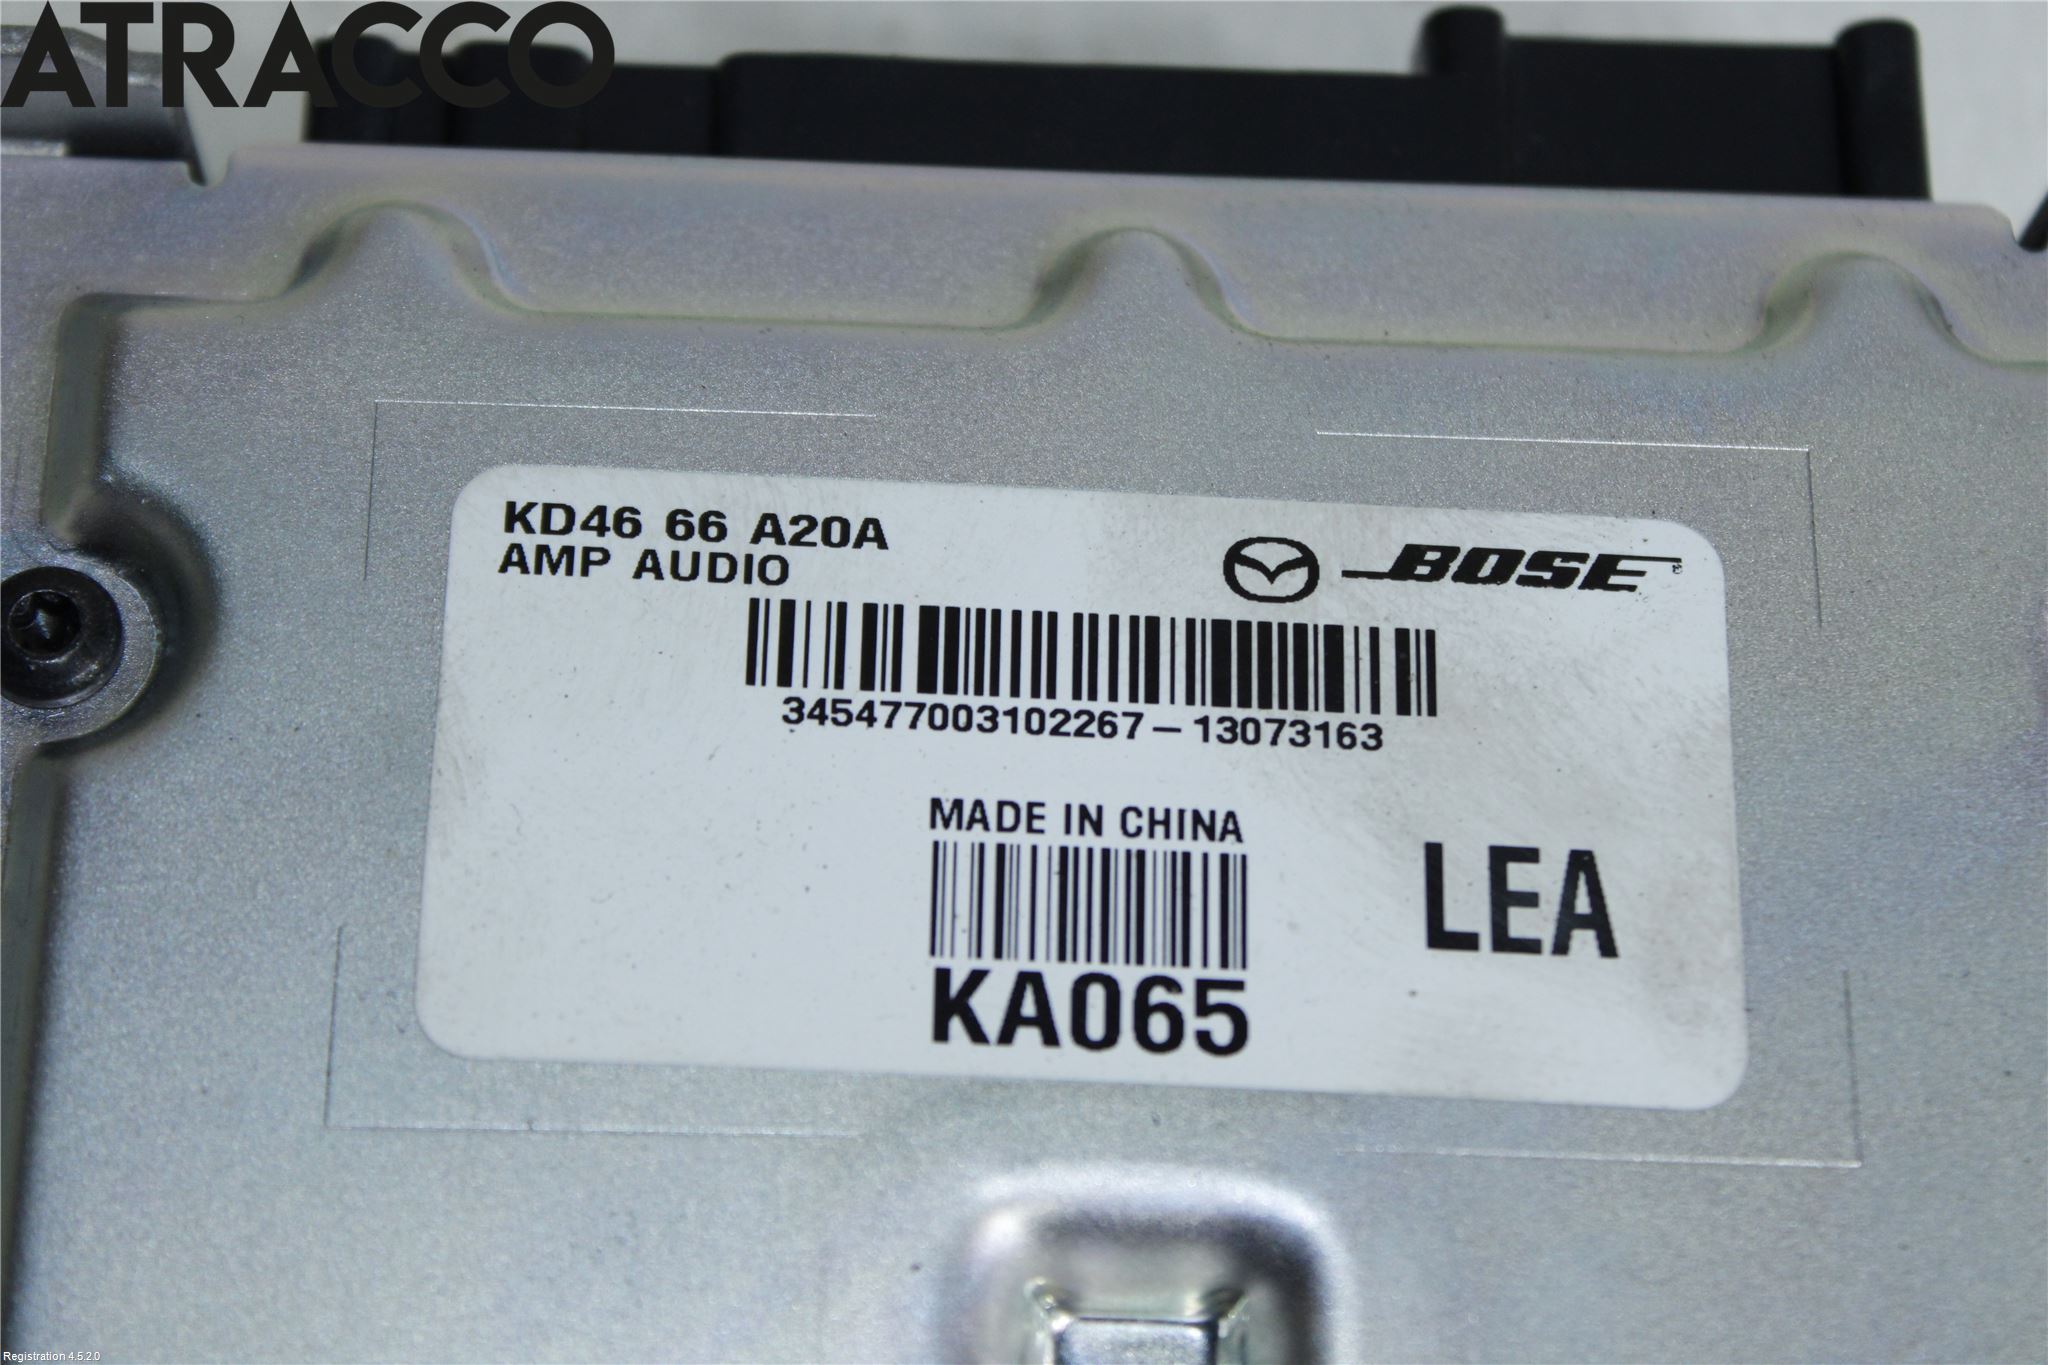 ATRACCO
KD46 66 A20A
AMP AUDIO
BOSE®
345477003102267-13073163
MADE IN CHINA
LEA
KA065
Registration 4.5.2.0